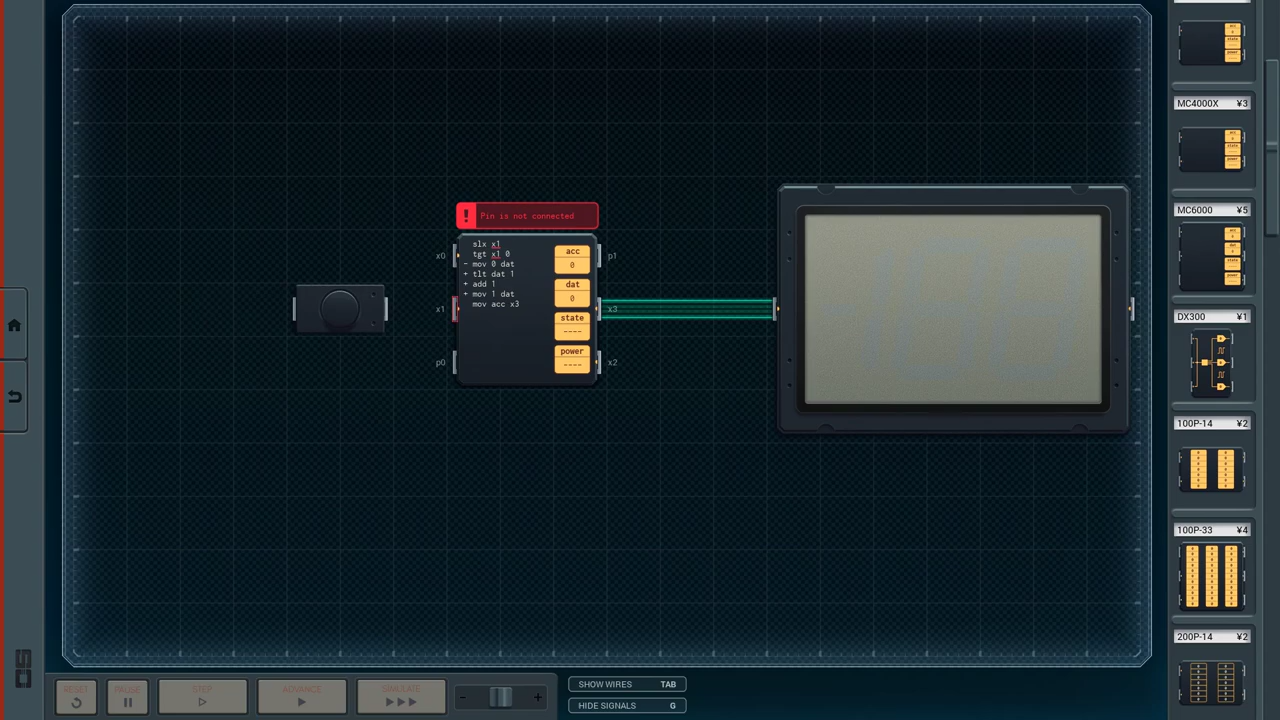 MC4000X ¥3
MC6000 ¥5
DX300 ¥1
100P-14 ¥2
100P-33 ¥4
200P-14 ¥2
! Pin is not connected
slx x1
tgt x1 0
- mov 0 dat
+ tlt dat 1
+ add 1
+ mov 1 dat
mov acc x3
acc
0
dat
0
state
----
power
----
x0
x1
p0
p1
x3
x2
RESET
PAUSE
STEP
ADVANCE
SIMULATE
- +
SHOW WIRES TAB
HIDE SIGNALS G